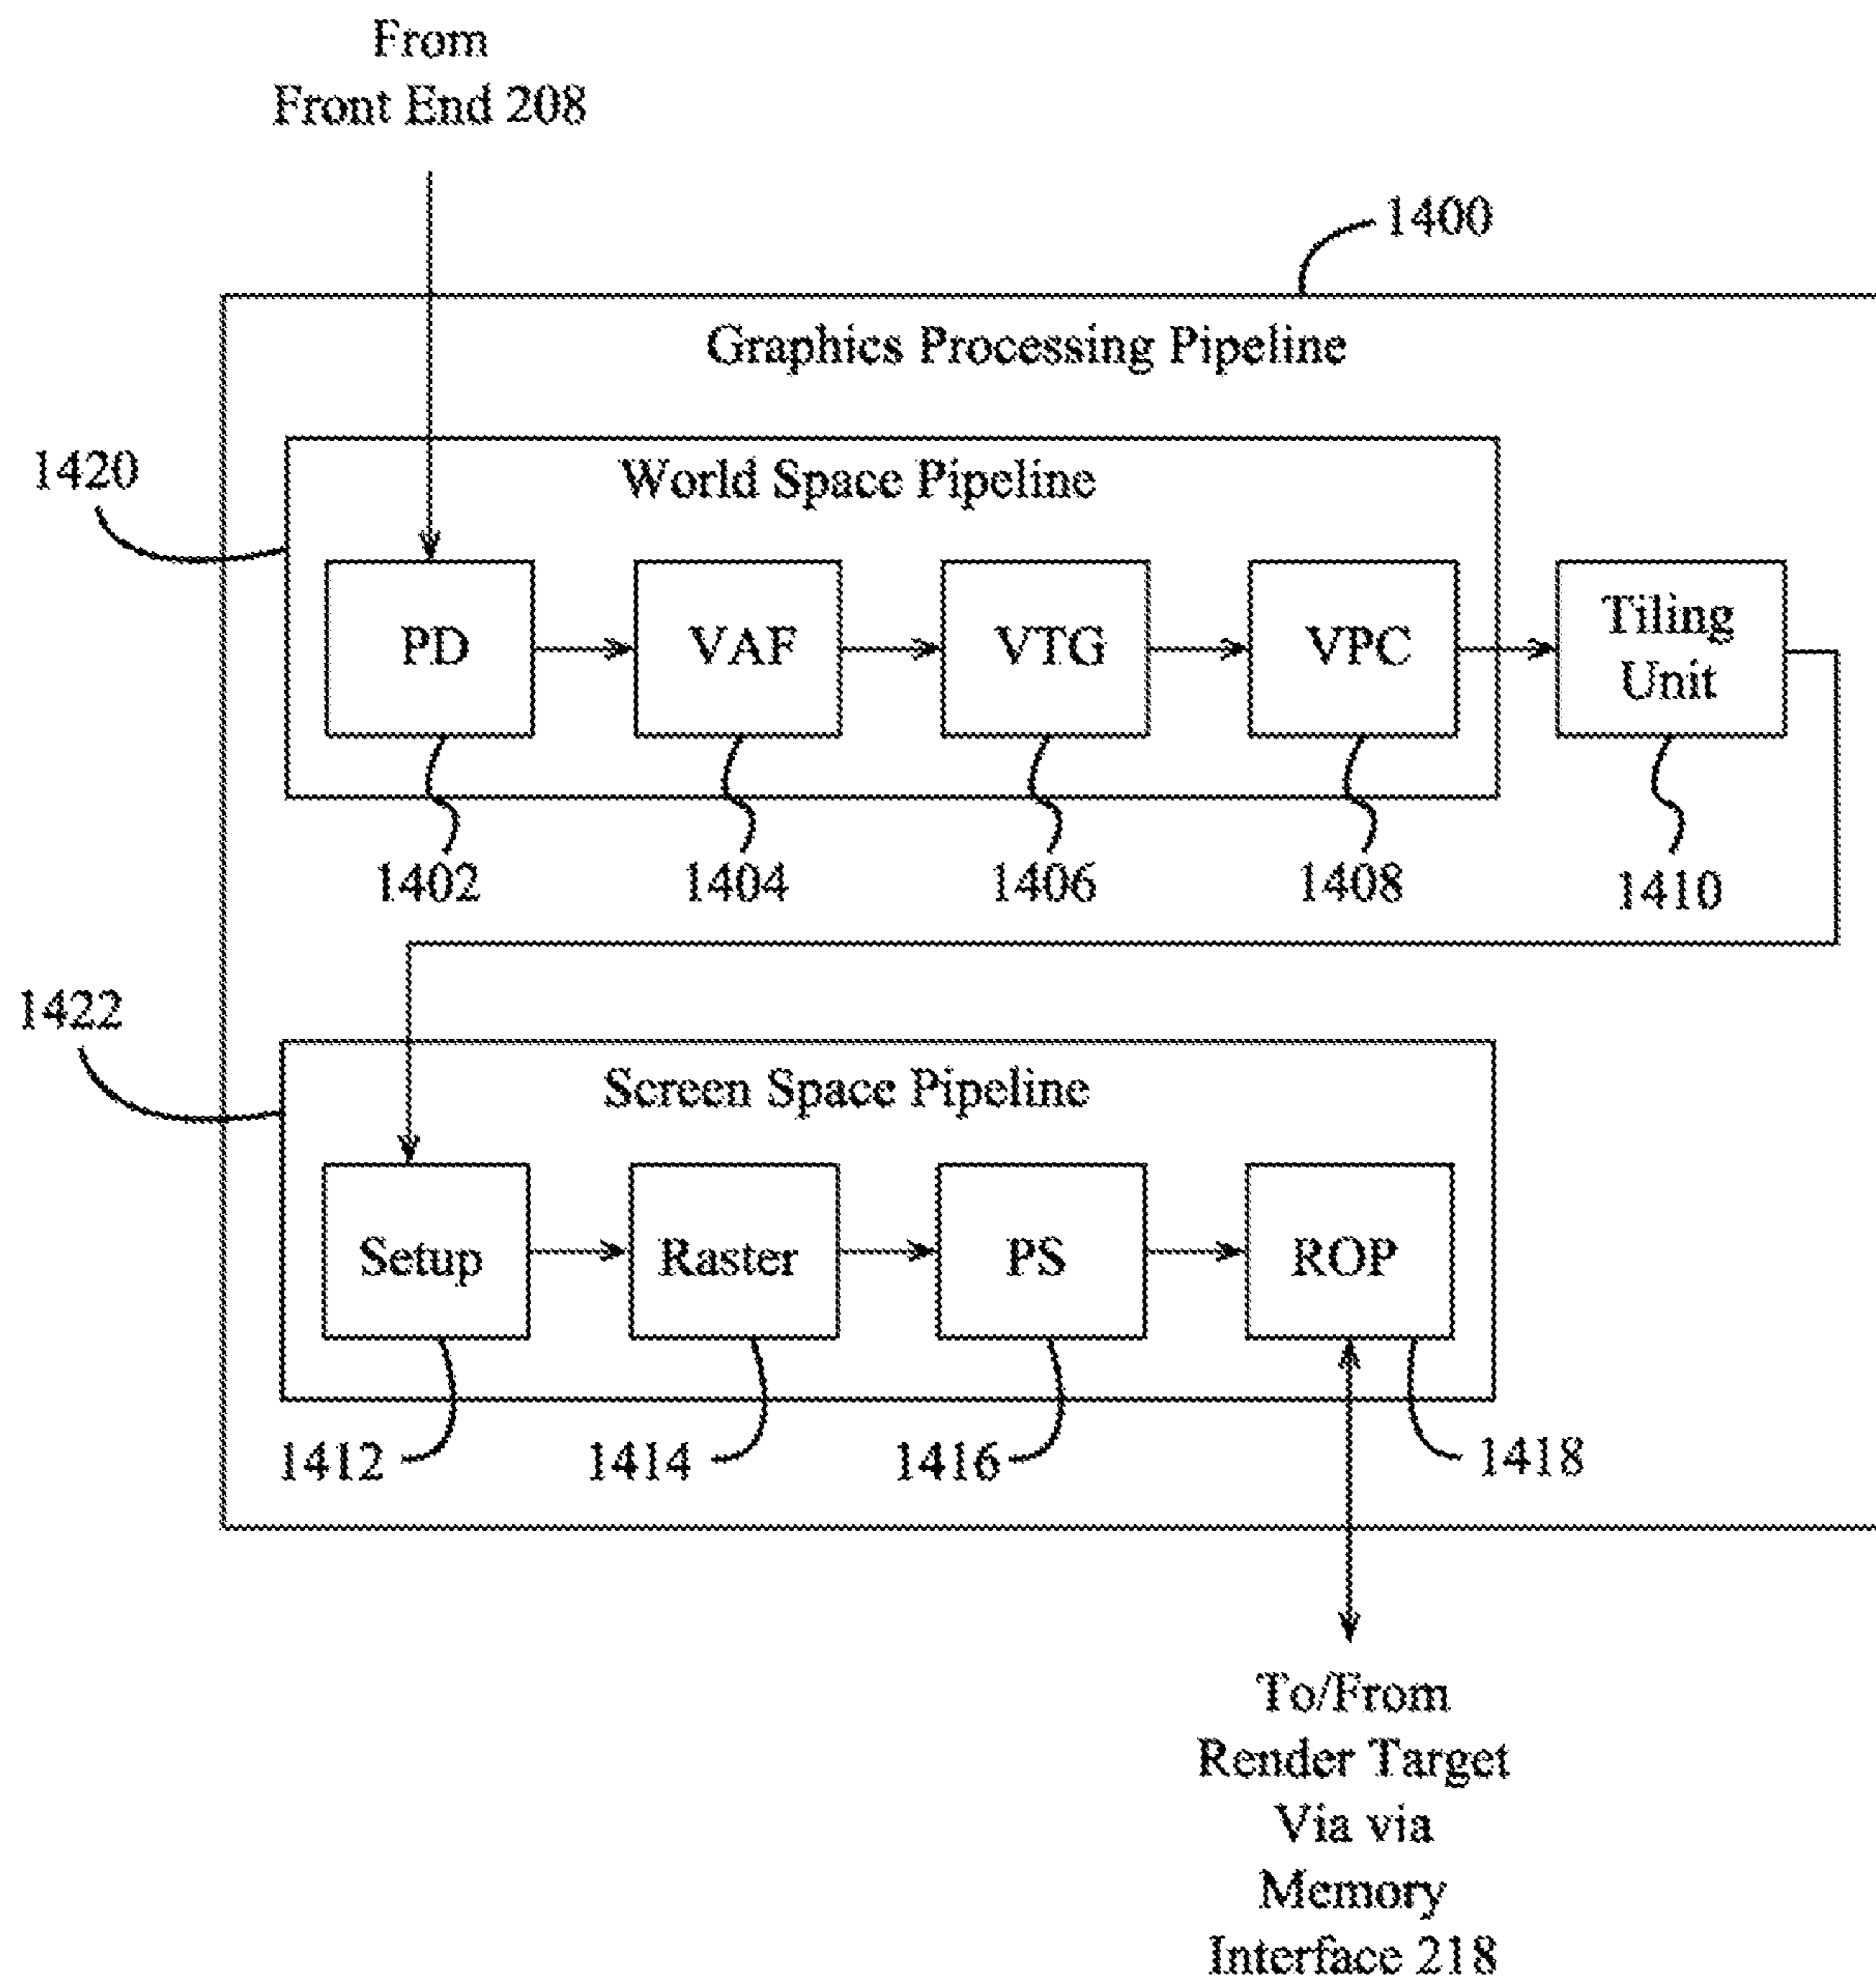 From
Front End 208
1400
Graphics Processing Pipeline
1420
World Space Pipeline
PD
VAF
VTG
VPC
Tiling
Unit
1402
1404
1406
1408
1410
1422
Screen Space Pipeline
Setup
Raster
PS
ROP
1412
1414
1416
1418
To/From
Render Target
Via via
Memory
Interface 218